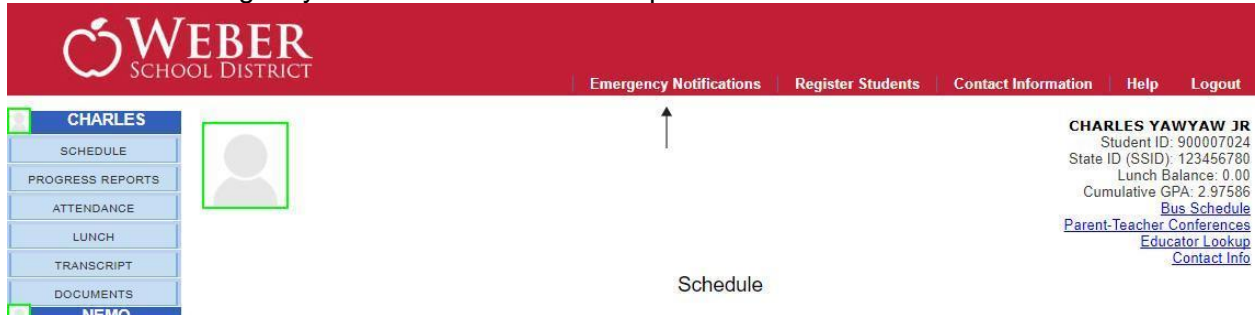 WEBER
SCHOOL DISTRICT
Emergency Notifications Register Students Contact Information Help Logout
CHARLES
SCHEDULE
PROGRESS REPORTS
ATTENDANCE
LUNCH
TRANSCRIPT
DOCUMENTS
NEMO
CHARLES YAWYAW JR
Student ID: 900007024
State ID (SSID): 123456780
Lunch Balance: 0.00
Cumulative GPA: 2.97586
Bus Schedule
Parent-Teacher Conferences
Educator Lookup
Contact Info
Schedule